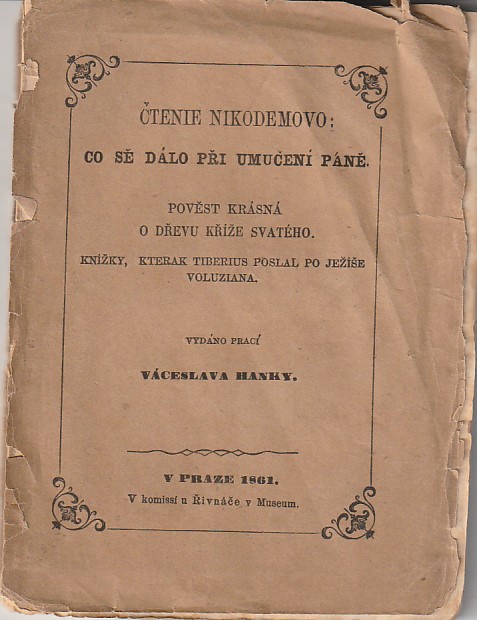 ČTENIE NIKODEMOVO:
CO SĚ DÁLO PŘI UMUČENÍ PÁNĚ.
POVĚST KRÁSNÁ
O DŘEVU KŘÍŽE SVATÉHO.
KNÍŽKY, KTERAK TIBERIUS POSLAL PO JEŽÍŠE
VOLUZIANA.
VYDÁNO PRACÍ
VÁCESLAVA HANKY.
V PRAZE 1861.
V komissí u Řivnáče v Museum.